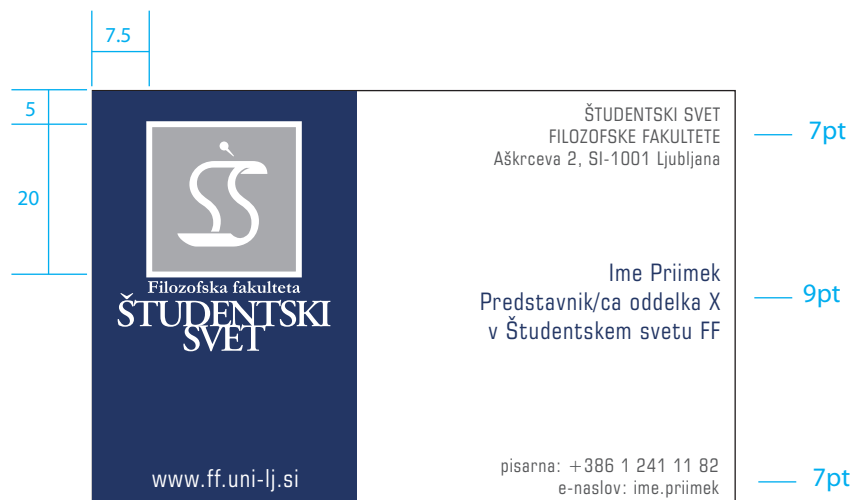 7.5
5
20
Filozofska fakulteta
ŠTUDENTSKI
SVET
www.ff.uni-lj.si
ŠTUDENTSKI SVET
FILOZOFSKE FAKULTETE
Aškrceva 2, SI-1001 Ljubljana
7pt
Ime Priimek
Predstavnik/ca oddelka X
v Študentskem svetu FF
9pt
pisarna: +386 1 241 11 82
e-naslov: ime.priimek
7pt